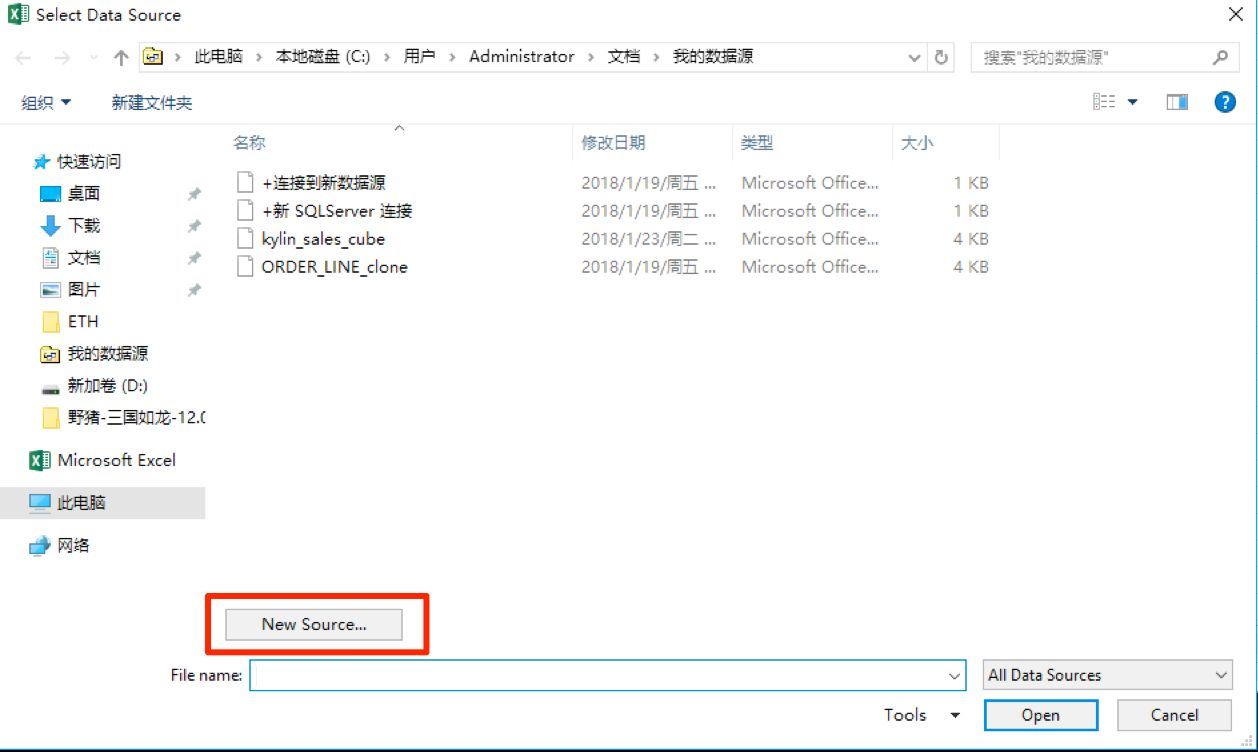 Select Data Source
此电脑 > 本地磁盘 (C:) > 用户 > Administrator > 文档 > 我的数据源
搜索"我的数据源"
组织 新建文件夹
名称 修改日期 类型 大小
+连接到新数据源 2018/1/19/周五 ... Microsoft Office... 1 KB
+新 SQLServer 连接 2018/1/19/周五 ... Microsoft Office... 1 KB
kylin_sales_cube 2018/1/23/周二 ... Microsoft Office... 4 KB
ORDER_LINE_clone 2018/1/19/周五 ... Microsoft Office... 4 KB
快速访问
桌面
下载
文档
图片
ETH
我的数据源
新加卷 (D:)
野猪-三国如龙-12.0
Microsoft Excel
此电脑
网络
New Source...
File name:
All Data Sources
Tools
Open
Cancel